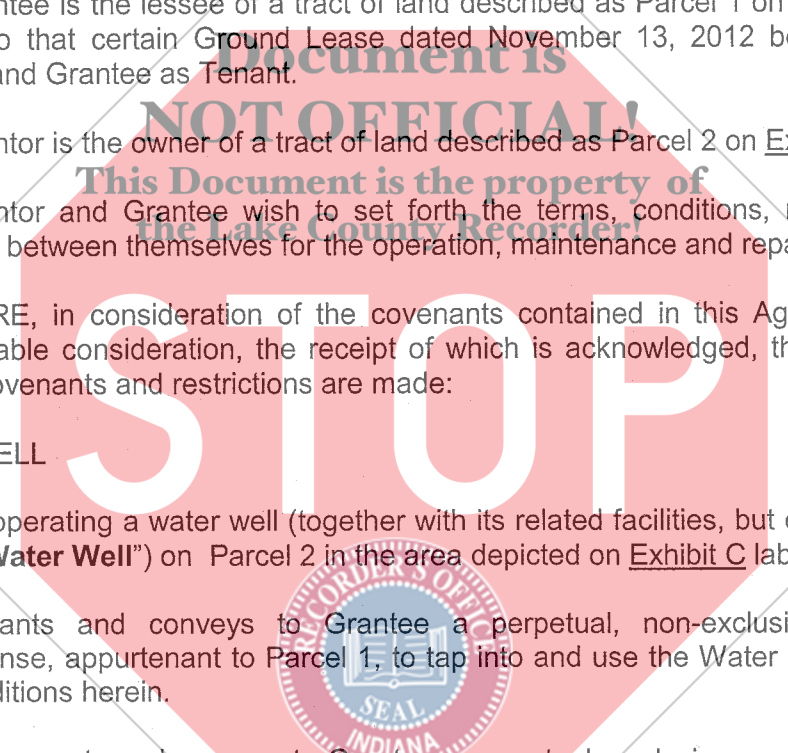 ntee is the lessee of a tract of land described as Parcel 1 on
o that certain Ground Lease dated November 13, 2012 b
and Grantee as Tenant.
Document is
NOT OFFICIAL!
ntor is the owner of a tract of land described as Parcel 2 on Ex
This Document is the property of
the Lake County Recorder!
ntor and Grantee wish to set forth the terms, conditions,
between themselves for the operation, maintenance and repa
RE, in consideration of the covenants contained in this Ag
able consideration, the receipt of which is acknowledged, th
ovenants and restrictions are made:
STOP
ELL
operating a water well (together with its related facilities, but
Water Well") on Parcel 2 in the area depicted on Exhibit C lab
ants and conveys to Grantee a perpetual, non-exclusi
nse, appurtenant to Parcel 1, to tap into and use the Water
ditions herein.
RECORDER'S OFFIC
SEAL
INDIANA